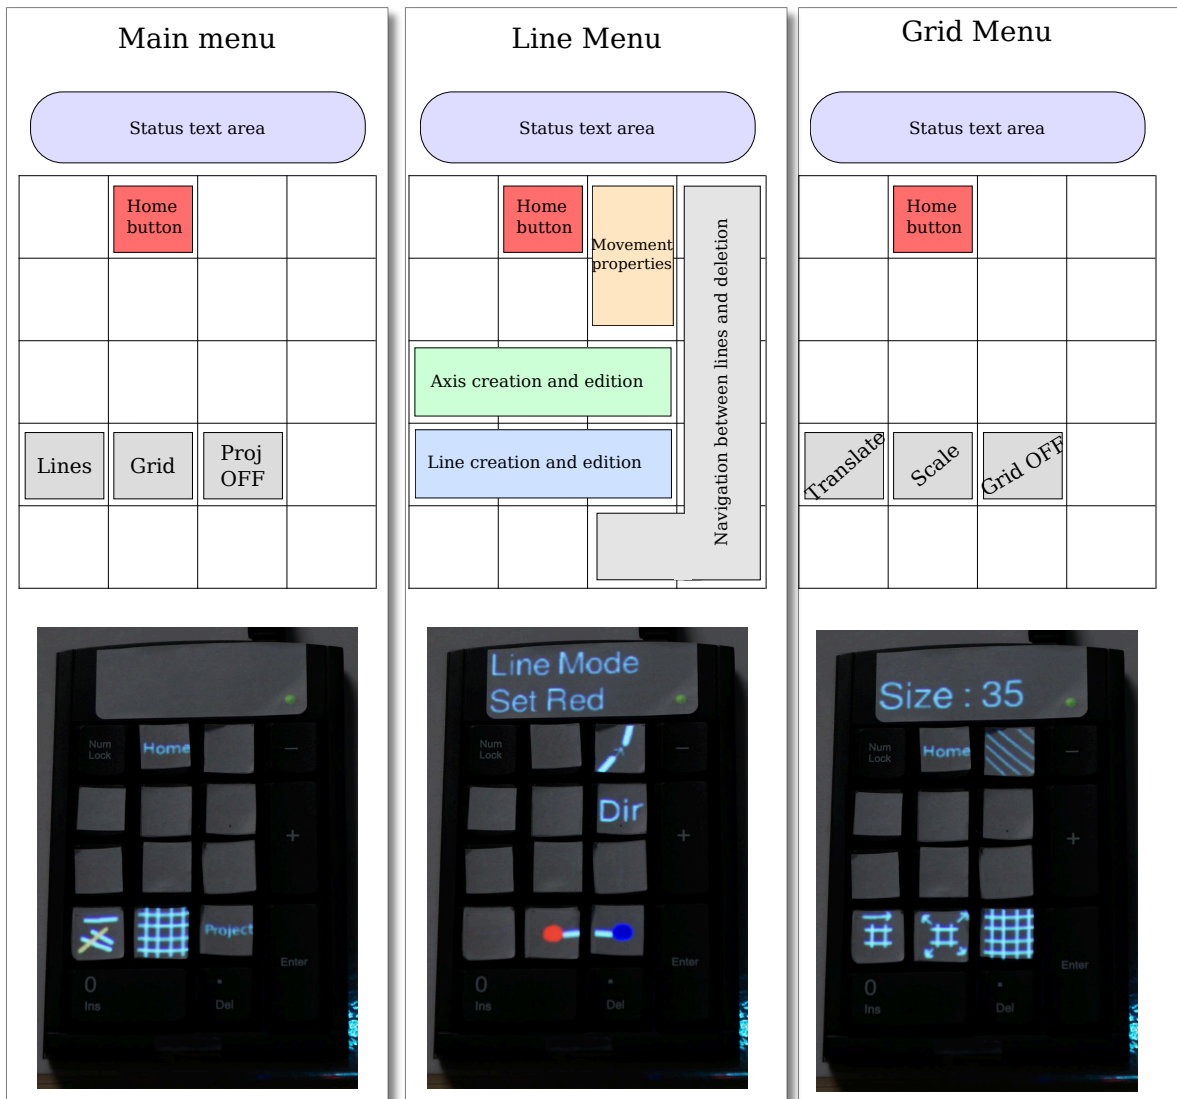 Main menu
Status text area
Home
button
Lines
Grid
Proj
OFF
Line Menu
Status text area
Home
button
Movement
properties
Navigation between lines and deletion
Axis creation and edition
Line creation and edition
Grid Menu
Status text area
Home
button
Translate
Scale
Grid OFF
Num
Lock
Home
−
+
Project
Enter
0
Ins
.
Del
Line Mode
Set Red
Num
Lock
−
Dir
+
Enter
0
Ins
.
Del
Size : 35
Num
Lock
Home
−
+
Enter
0
Ins
.
Del